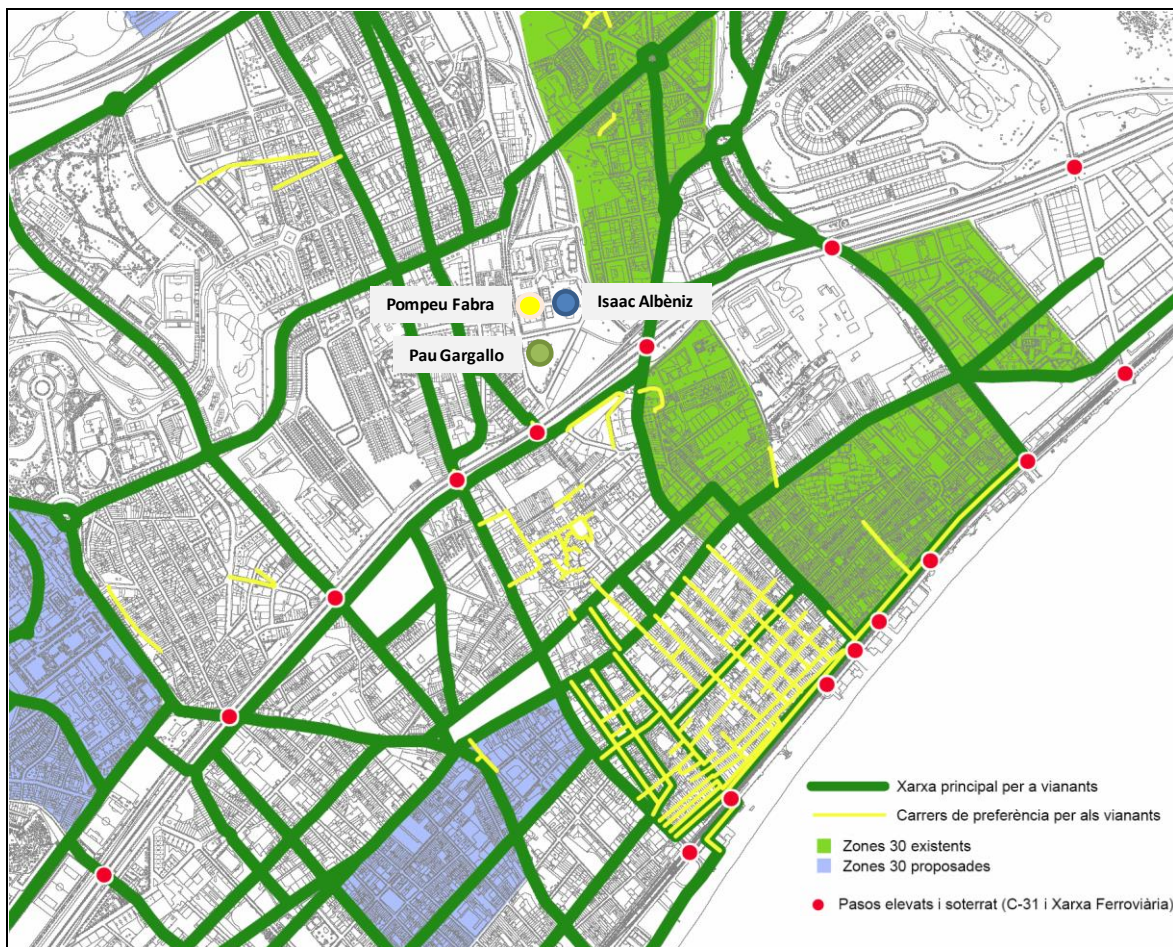 Pompeu Fabra
Isaac Albèniz
Pau Gargallo
Xarxa principal per a vianants
Carrers de preferència per als vianants
Zones 30 existents
Zones 30 proposades
Pasos elevats i soterrat (C-31 i Xarxa Ferroviària)